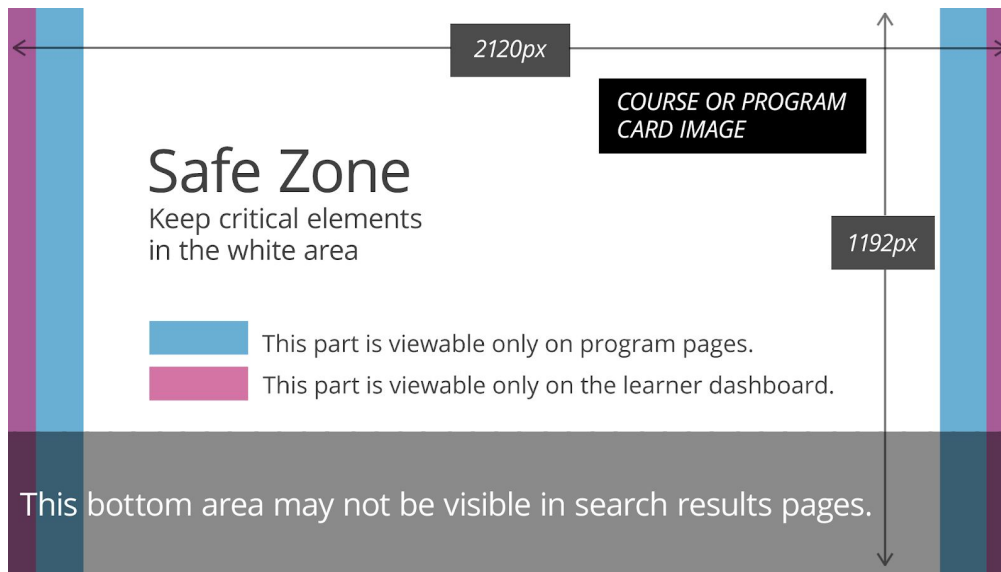 2120px
COURSE OR PROGRAM
CARD IMAGE
Safe Zone
Keep critical elements
in the white area
1192px
This part is viewable only on program pages.
This part is viewable only on the learner dashboard.
This bottom area may not be visible in search results pages.